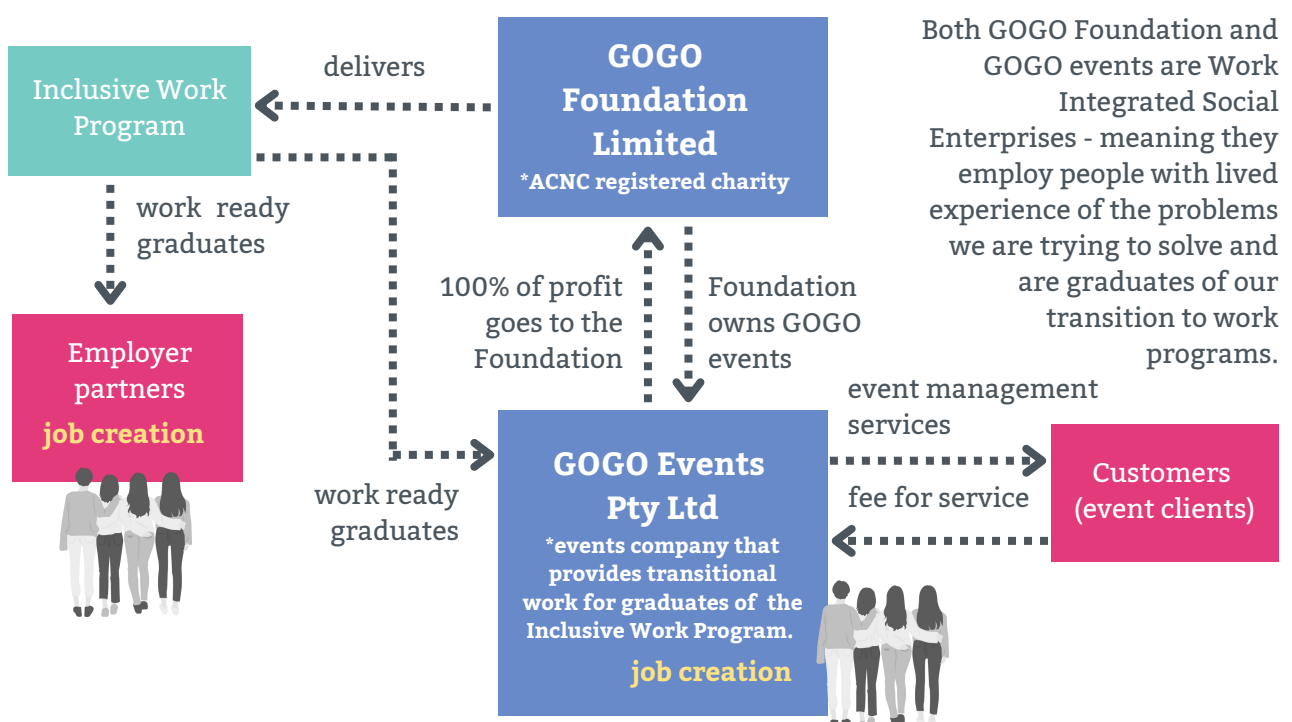 Inclusive Work
Program
delivers
GOGO
Foundation
Limited
*ACNC registered charity
Both GOGO Foundation and
GOGO events are Work
Integrated Social
Enterprises - meaning they
employ people with lived
experience of the problems
we are trying to solve and
are graduates of our
transition to work
programs.
work ready
graduates
Employer
partners
job creation
100% of profit
goes to the
Foundation
Foundation
owns GOGO
events
work ready
graduates
GOGO Events
Pty Ltd
*events company that
provides transitional
work for graduates of the
Inclusive Work Program.
job creation
event management
services
fee for service
Customers
(event clients)